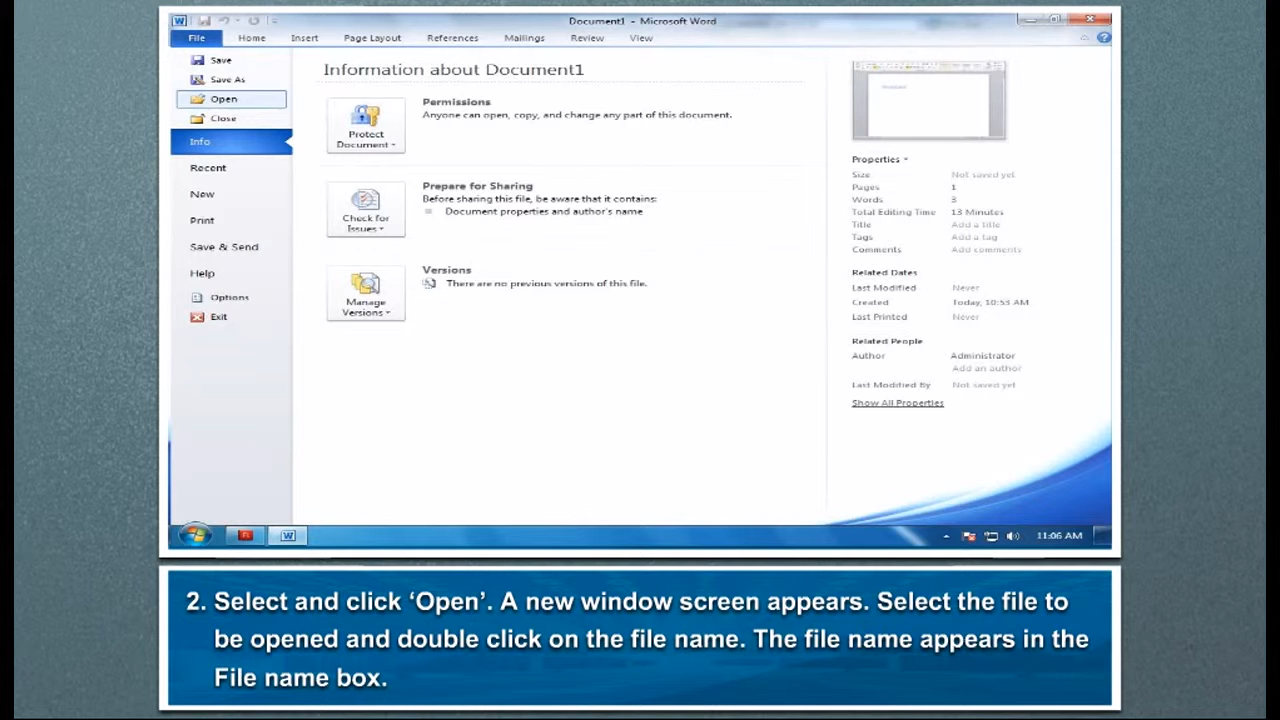 Document1 - Microsoft Word
File Home Insert Page Layout References Mailings Review View
Save
Save As
Open
Close
Info
Recent
New
Print
Save & Send
Help
Options
Exit
Information about Document1
Protect
Document
Permissions
Anyone can open, copy, and change any part of this document.
Check for
Issues
Prepare for Sharing
Before sharing this file, be aware that it contains:
Document properties and author's name
Manage
Versions
Versions
There are no previous versions of this file.
Properties
Size Not saved yet
Pages 1
Words 3
Total Editing Time 13 Minutes
Title Add a title
Tags Add a tag
Comments Add comments
Related Dates
Last Modified Never
Created Today, 10:53 AM
Last Printed Never
Related People
Author Administrator
Add an author
Last Modified By Not saved yet
Show All Properties
11:06 AM
2. Select and click ‘Open’. A new window screen appears. Select the file to
be opened and double click on the file name. The file name appears in the
File name box.